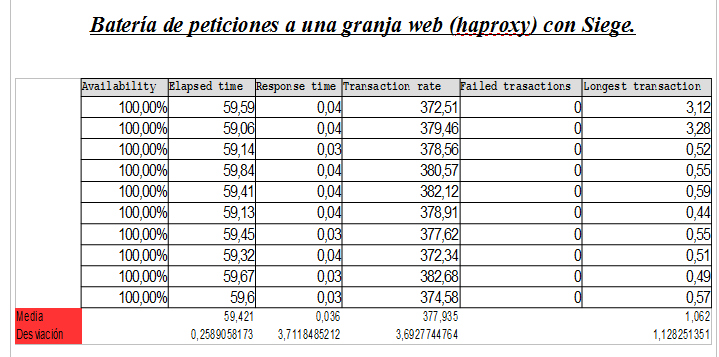 Batería de peticiones a una granja web (haproxy) con Siege.
Availability Elapsed time Response time Transaction rate Failed trasactions Longest transaction
100,00% 59,59 0,04 372,51 0 3,12
100,00% 59,06 0,04 379,46 0 3,28
100,00% 59,14 0,03 378,56 0 0,52
100,00% 59,84 0,04 380,57 0 0,55
100,00% 59,41 0,04 382,12 0 0,59
100,00% 59,13 0,04 378,91 0 0,44
100,00% 59,45 0,03 377,62 0 0,55
100,00% 59,32 0,04 372,34 0 0,51
100,00% 59,67 0,03 382,68 0 0,49
100,00% 59,6 0,03 374,58 0 0,57
Media 59,421 0,036 377,935 1,062
Desviación 0,2589058173 3,7118485212 3,6927744764 1,128251351